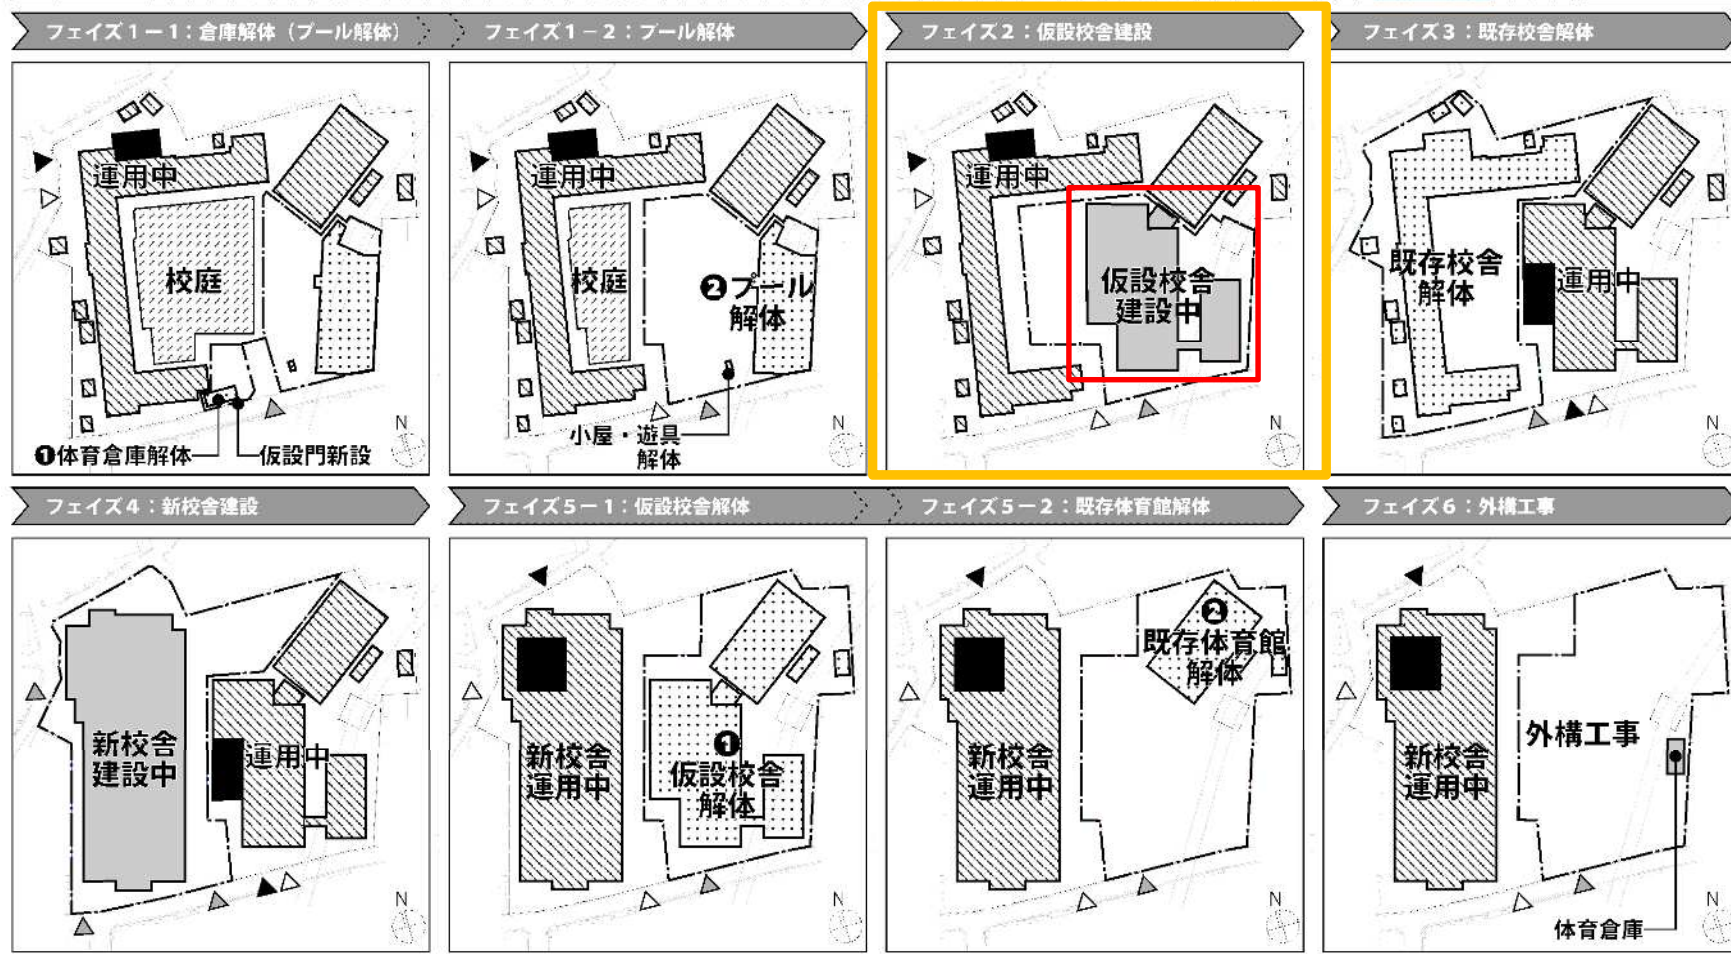 フェイズ1－1：倉庫解体（プール解体）
フェイズ1－2：プール解体
フェイズ2：仮設校舎建設
フェイズ3：既存校舎解体
運用中
校庭
❶体育倉庫解体
仮設門新設
N
運用中
校庭
❷プール
解体
小屋・遊具
解体
N
運用中
仮設校舎
建設中
N
既存校舎
解体
運用中
N
フェイズ4：新校舎建設
フェイズ5－1：仮設校舎解体
フェイズ5－2：既存体育館解体
フェイズ6：外構工事
新校舎
建設中
運用中
N
新校舎
運用中
❶
仮設校舎
解体
N
新校舎
運用中
❷
既存体育館
解体
N
新校舎
運用中
外構工事
体育倉庫
N